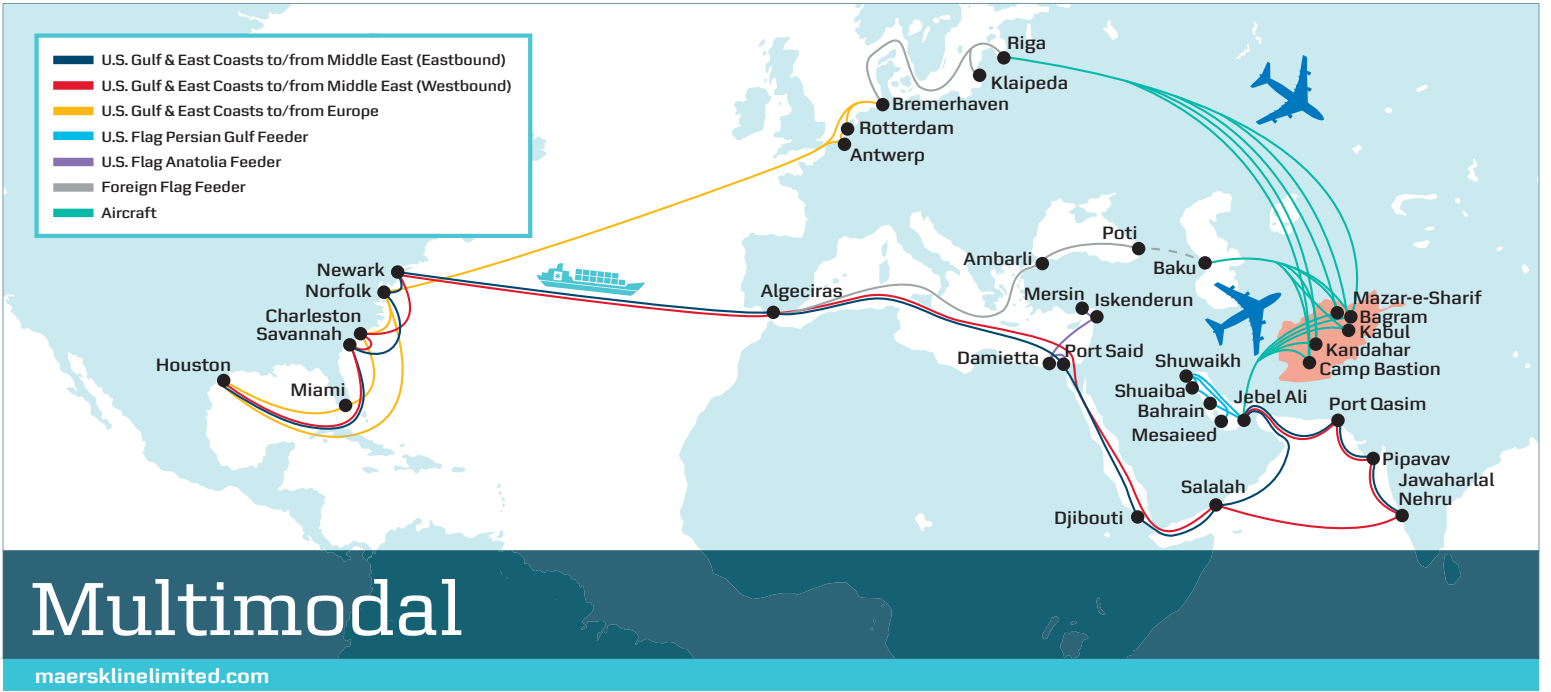 U.S. Gulf & East Coasts to/from Middle East (Eastbound)
U.S. Gulf & East Coasts to/from Middle East (Westbound)
U.S. Gulf & East Coasts to/from Europe
U.S. Flag Persian Gulf Feeder
U.S. Flag Anatolia Feeder
Foreign Flag Feeder
Aircraft
Riga
Klaipeda
Bremerhaven
Rotterdam
Antwerp
Newark
Norfolk
Charleston
Savannah
Houston
Miami
Algeciras
Ambarli
Poti
Baku
Mersin
Iskenderun
Damietta
Port Said
Mazar-e-Sharif
Bagram
Kabul
Kandahar
Camp Bastion
Shuwaikh
Shuaiba
Bahrain
Mesaieed
Jebel Ali
Port Qasim
Pipavav
Jawaharlal
Nehru
Salalah
Djibouti
Multimodal
maersklinelimited.com